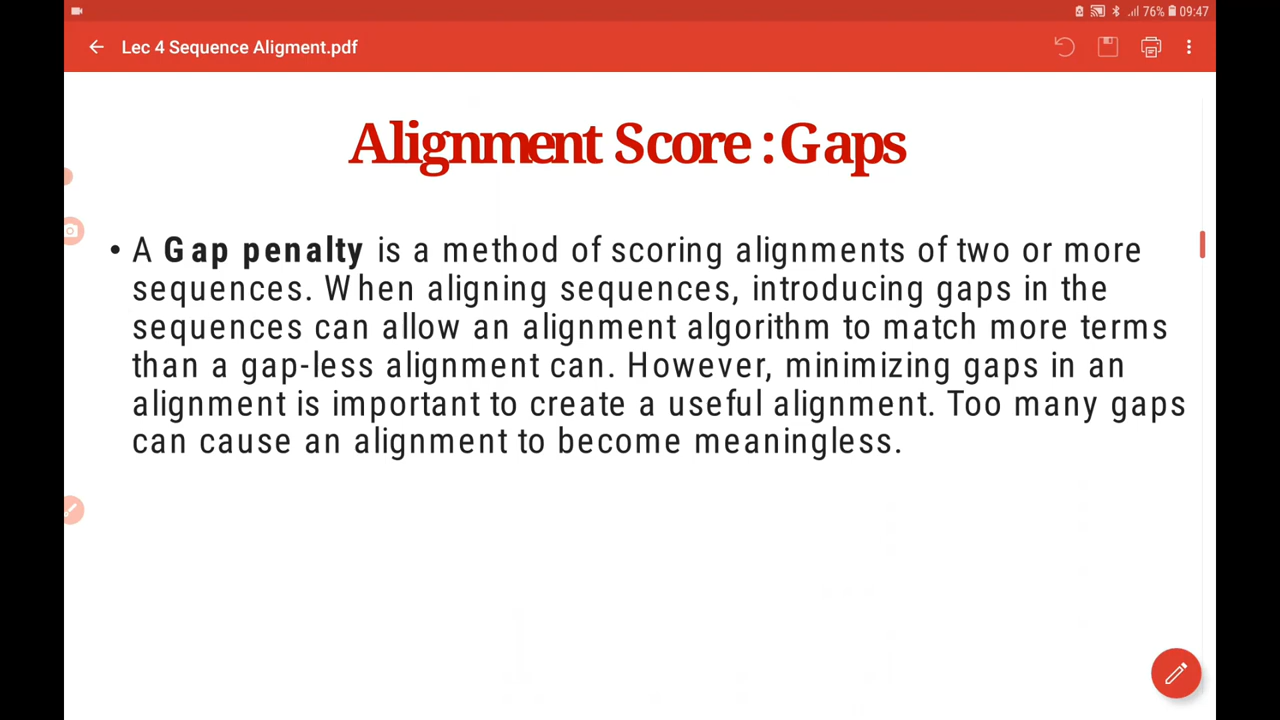 76% 09:47
Lec 4 Sequence Aligment.pdf
Alignment Score : Gaps
• A Gap penalty is a method of scoring alignments of two or more
sequences. When aligning sequences, introducing gaps in the
sequences can allow an alignment algorithm to match more terms
than a gap-less alignment can. However, minimizing gaps in an
alignment is important to create a useful alignment. Too many gaps
can cause an alignment to become meaningless.